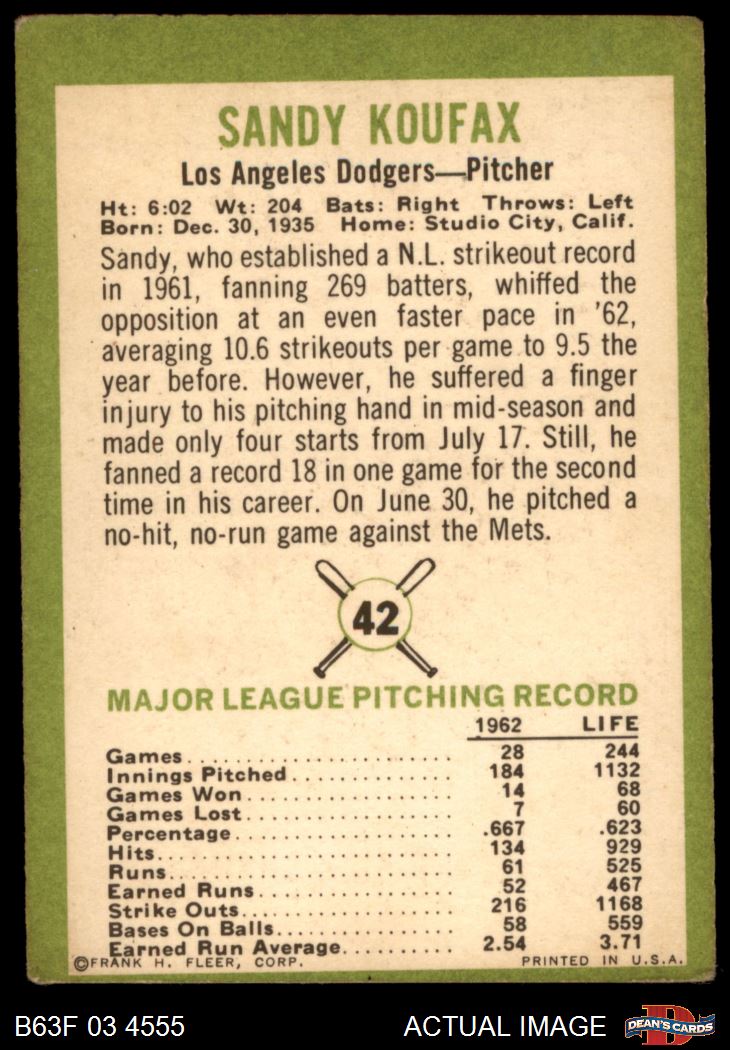 SANDY KOUFAX
Los Angeles Dodgers—Pitcher
Ht: 6:02 Wt: 204 Bats: Right Throws: Left
Born: Dec. 30, 1935 Home: Studio City, Calif.
Sandy, who established a N.L. strikeout record
in 1961, fanning 269 batters, whiffed the
opposition at an even faster pace in '62,
averaging 10.6 strikeouts per game to 9.5 the
year before. However, he suffered a finger
injury to his pitching hand in mid-season and
made only four starts from July 17. Still, he
fanned a record 18 in one game for the second
time in his career. On June 30, he pitched a
no-hit, no-run game against the Mets.
42
MAJOR LEAGUE PITCHING RECORD
1962 LIFE
Games 28 244
Innings Pitched 184 1132
Games Won 14 68
Games Lost 7 60
Percentage .667 .623
Hits 134 929
Runs 61 525
Earned Runs 52 467
Strike Outs 216 1168
Bases On Balls 58 559
Earned Run Average 2.54 3.71
©FRANK H. FLEER, CORP. PRINTED IN U.S.A.
B63F 03 4555 ACTUAL IMAGE D DEAN'S CARDS